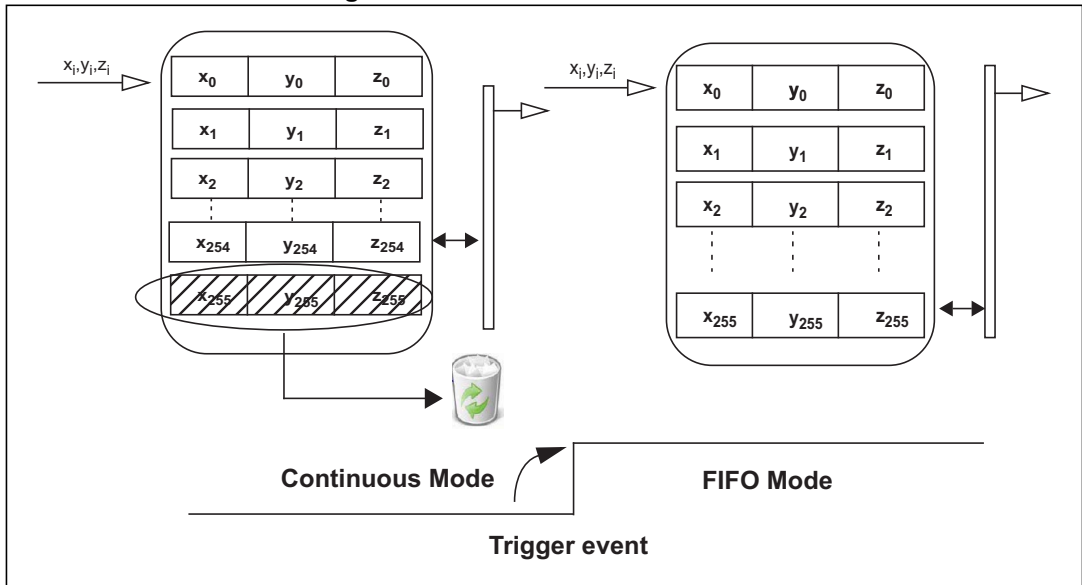 xᵢ,yᵢ,zᵢ
x₀ y₀ z₀
x₁ y₁ z₁
x₂ y₂ z₂
x₂₅₄ y₂₅₄ z₂₅₄
x₂₅₅ y₂₅₅ z₂₅₅
xᵢ,yᵢ,zᵢ
x₀ y₀ z₀
x₁ y₁ z₁
x₂ y₂ z₂
x₂₅₅ y₂₅₅ z₂₅₅
Continuous Mode
FIFO Mode
Trigger event